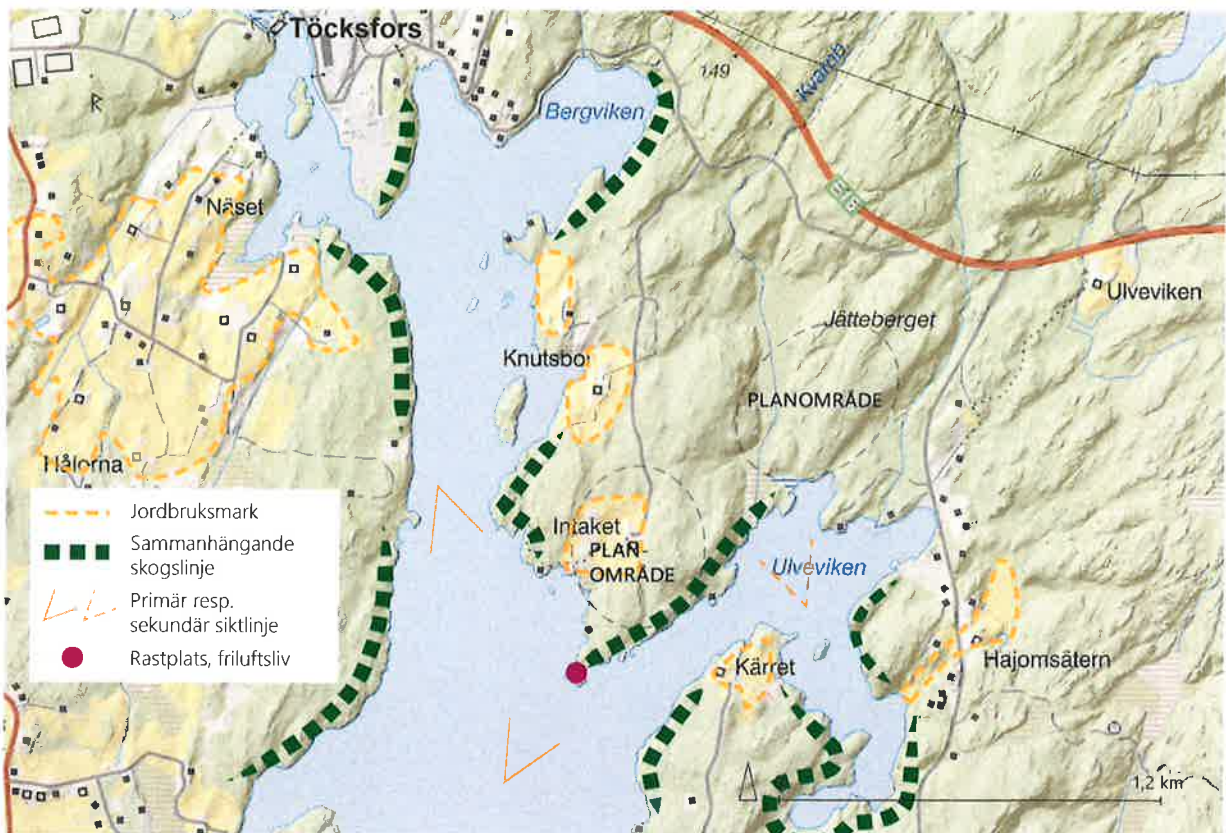 Töcksfors
149
Kvarnb
Bergviken
R
Näset
E18
Ulveviken
Jätteberget
Knutsbo
PLANOMRÅDE
Hålorna
Jordbruksmark
Sammanhängande
skogslinje
Primär resp.
sekundär siktlinje
Rastplats, friluftsliv
Intaket
PLAN-
OMRÅDE
Ulveviken
Kärret
Hajomsätern
1,2 km